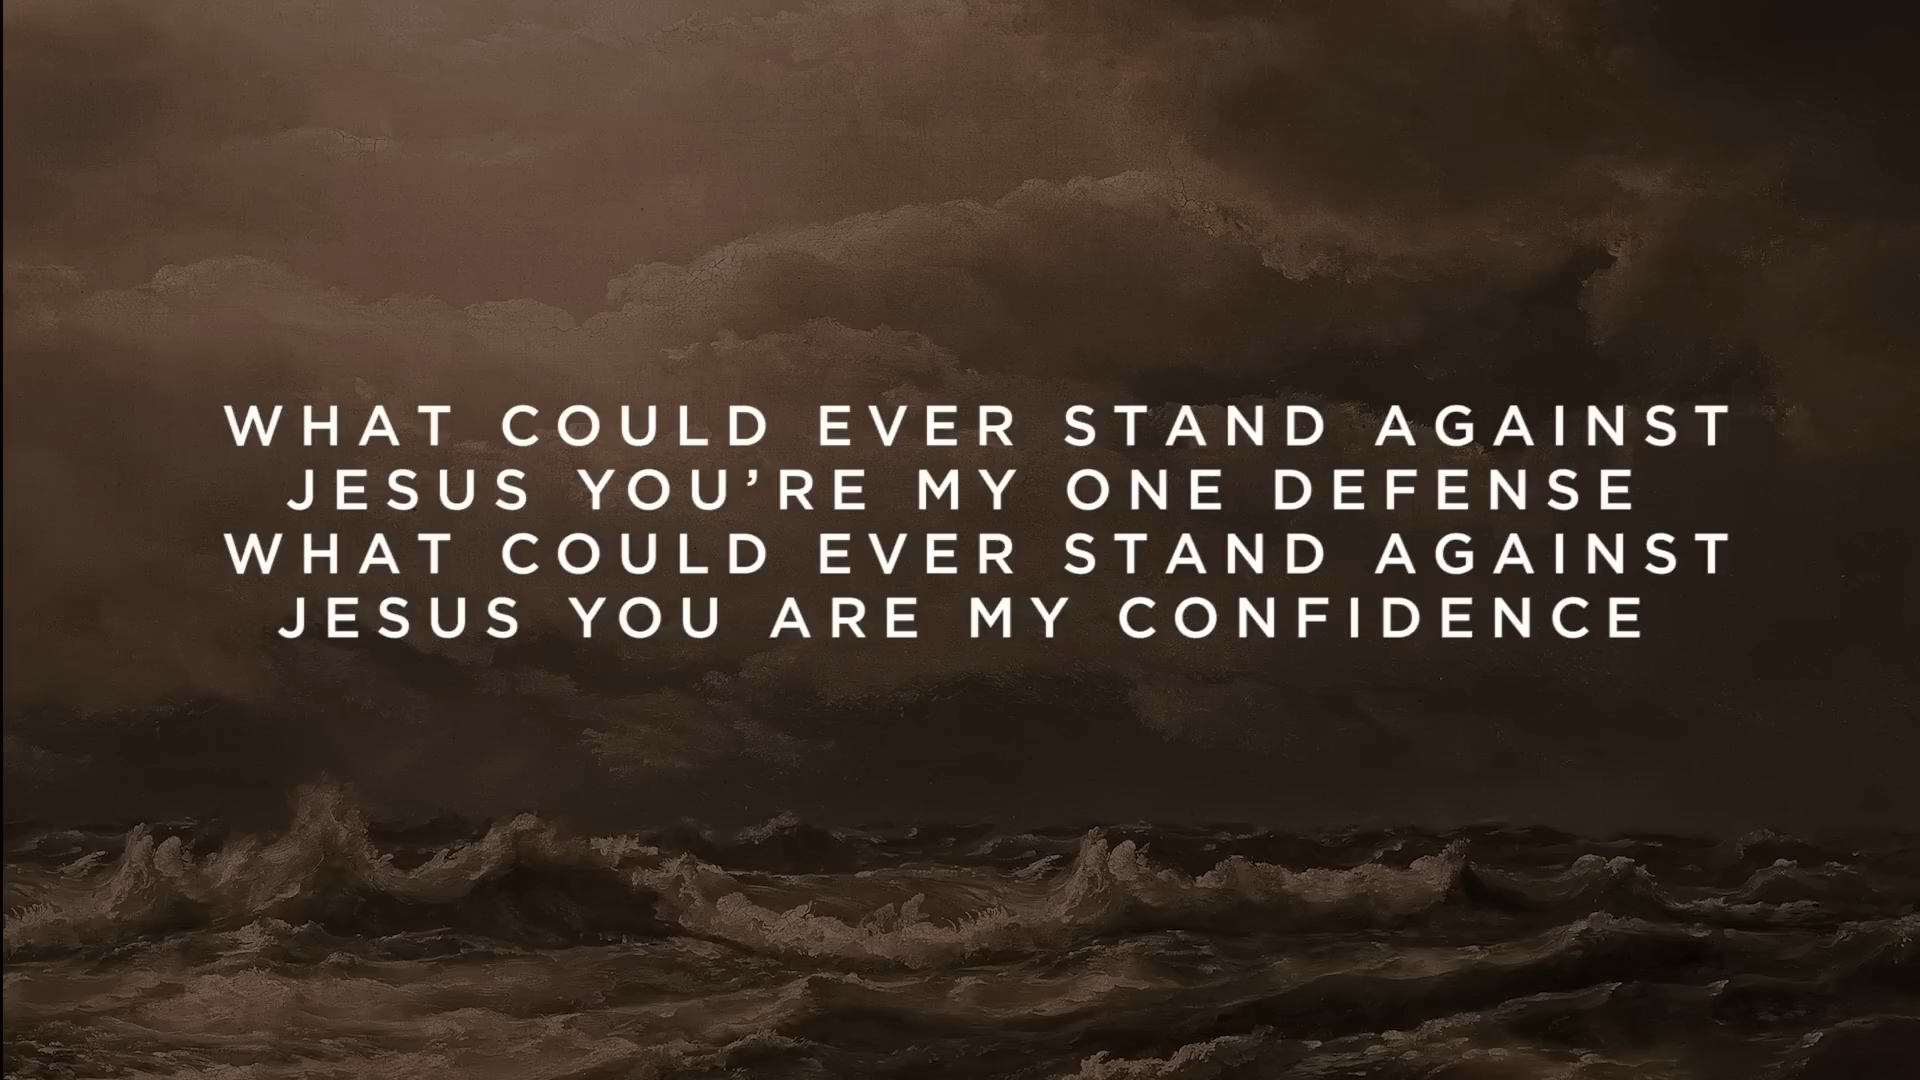 WHAT COULD EVER STAND AGAINST
JESUS YOU’RE MY ONE DEFENSE
WHAT COULD EVER STAND AGAINST
JESUS YOU ARE MY CONFIDENCE